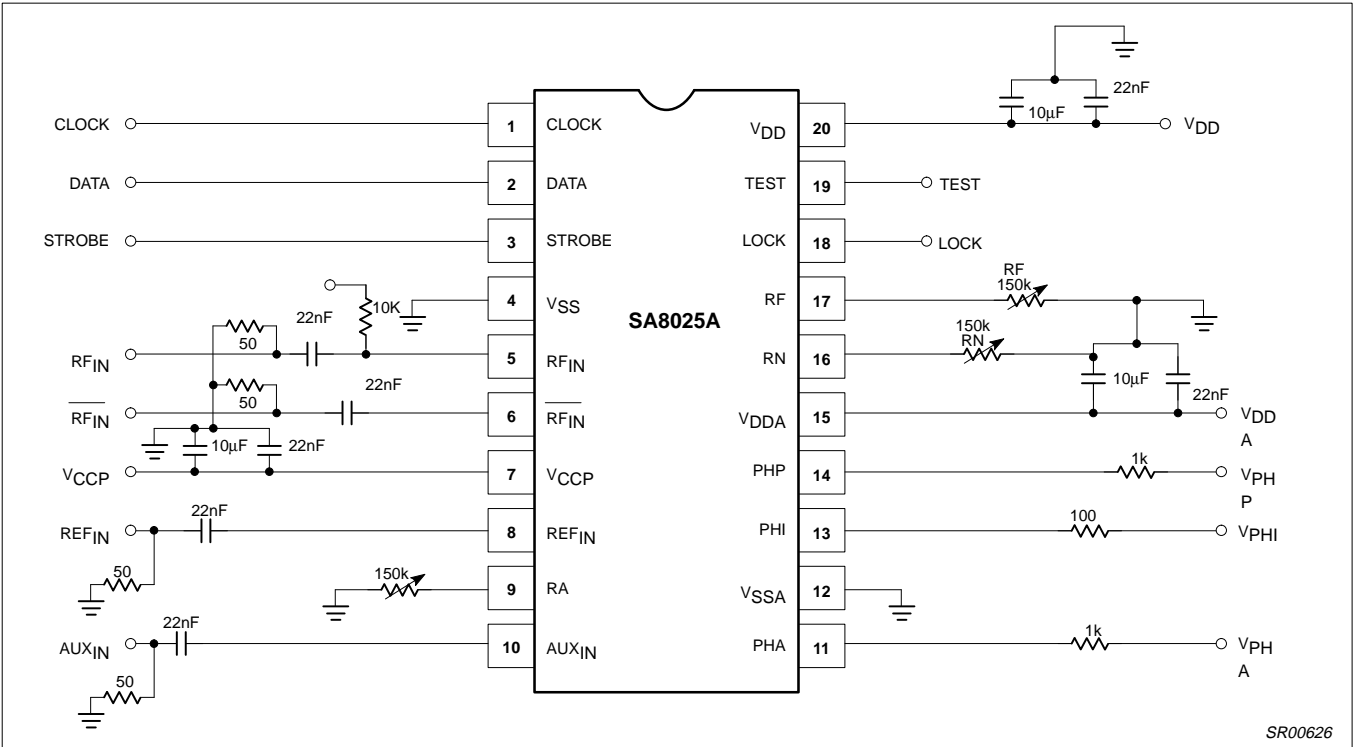 22nF
10μF
CLOCK 1 CLOCK VDD 20 VDD
DATA 2 DATA TEST 19 TEST
STROBE 3 STROBE LOCK 18 LOCK
RF
150k
10K 4 VSS RF 17
SA8025A
22nF
50
150k
RN
RFIN 5 RFIN RN 16
22nF
10μF
50
22nF
RFIN 6 RFIN VDDA 15 VDD
A
10μF 22nF
1k
VCCP 7 VCCP PHP 14 VPH
P
22nF
100
REFIN 8 REFIN PHI 13 VPHI
50
150k
9 RA VSSA 12
22nF
1k
AUXIN 10 AUXIN PHA 11 VPH
A
50
SR00626